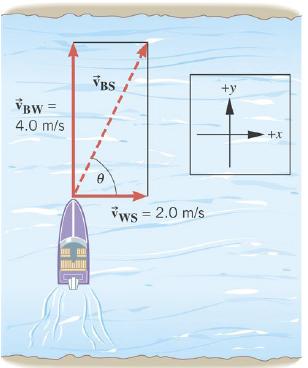 +y
v⃗BS
v⃗BW =
4.0 m/s
+x
θ
v⃗WS = 2.0 m/s